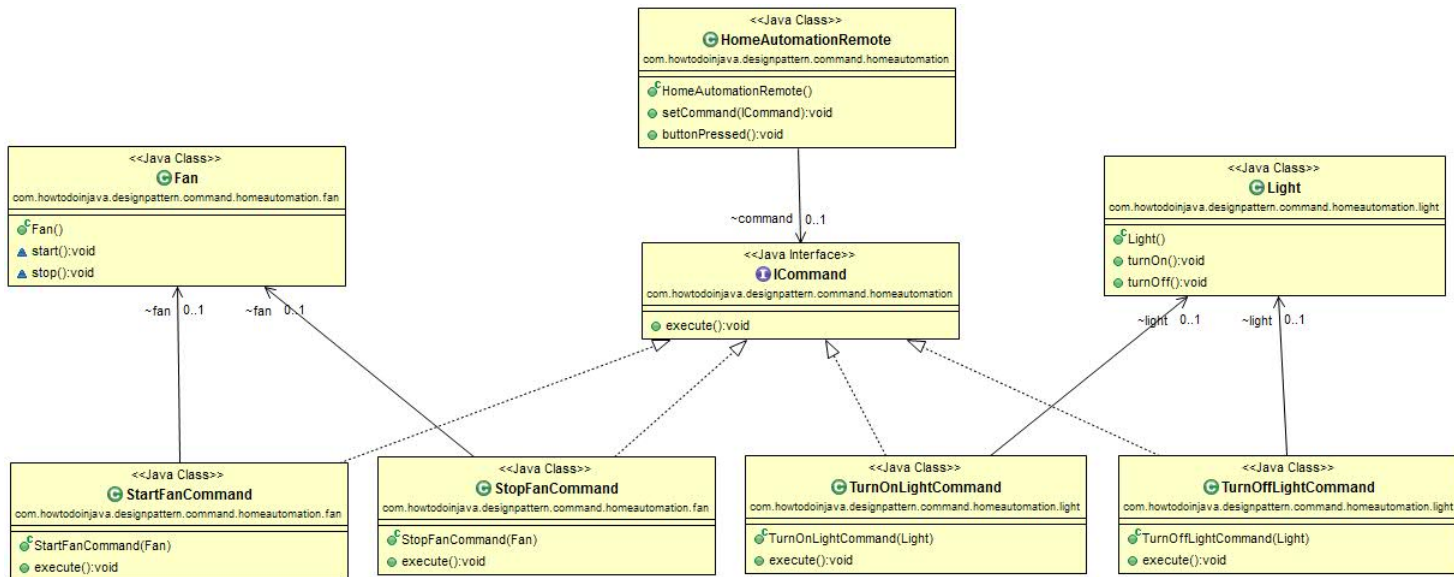 <<Java Class>>
HomeAutomationRemote
com.howtodoinjava.designpattern.command.homeautomation
HomeAutomationRemote()
setCommand(ICommand):void
buttonPressed():void
<<Java Class>>
Fan
com.howtodoinjava.designpattern.command.homeautomation.fan
Fan()
start():void
stop():void
<<Java Class>>
Light
com.howtodoinjava.designpattern.command.homeautomation.light
Light()
turnOn():void
turnOff():void
~command 0..1
<<Java Interface>>
ICommand
com.howtodoinjava.designpattern.command.homeautomation
execute():void
~fan 0..1
~fan 0..1
~light 0..1
~light 0..1
<<Java Class>>
StartFanCommand
com.howtodoinjava.designpattern.command.homeautomation.fan
StartFanCommand(Fan)
execute():void
<<Java Class>>
StopFanCommand
com.howtodoinjava.designpattern.command.homeautomation.fan
StopFanCommand(Fan)
execute():void
<<Java Class>>
TurnOnLightCommand
com.howtodoinjava.designpattern.command.homeautomation.light
TurnOnLightCommand(Light)
execute():void
<<Java Class>>
TurnOffLightCommand
com.howtodoinjava.designpattern.command.homeautomation.light
TurnOffLightCommand(Light)
execute():void